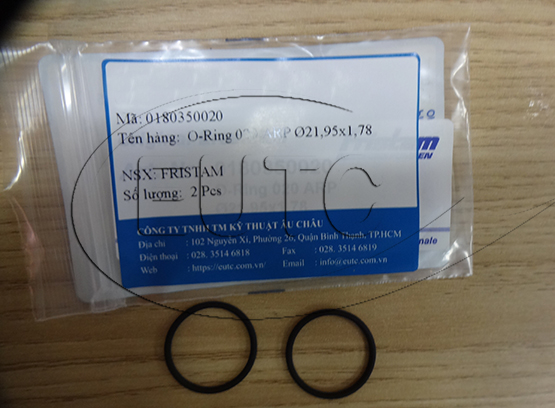 Mã: 0180350020
Tên hàng: O-Ring 020 ARP Ø21,95x1,78
NSX: FRISTAM
Số lượng: 2 Pcs
EUTC
CÔNG TY TNHH TM KỸ THUẬT ÂU CHÂU
Địa chỉ : 102 Nguyễn Xí, Phường 26, Quận Bình Thạnh, TP.HCM
Điện thoại : 028. 3514 6818 Fax : 028. 3514 6819
Web : https://eutc.com.vn/ Email : info@eutc.com.vn